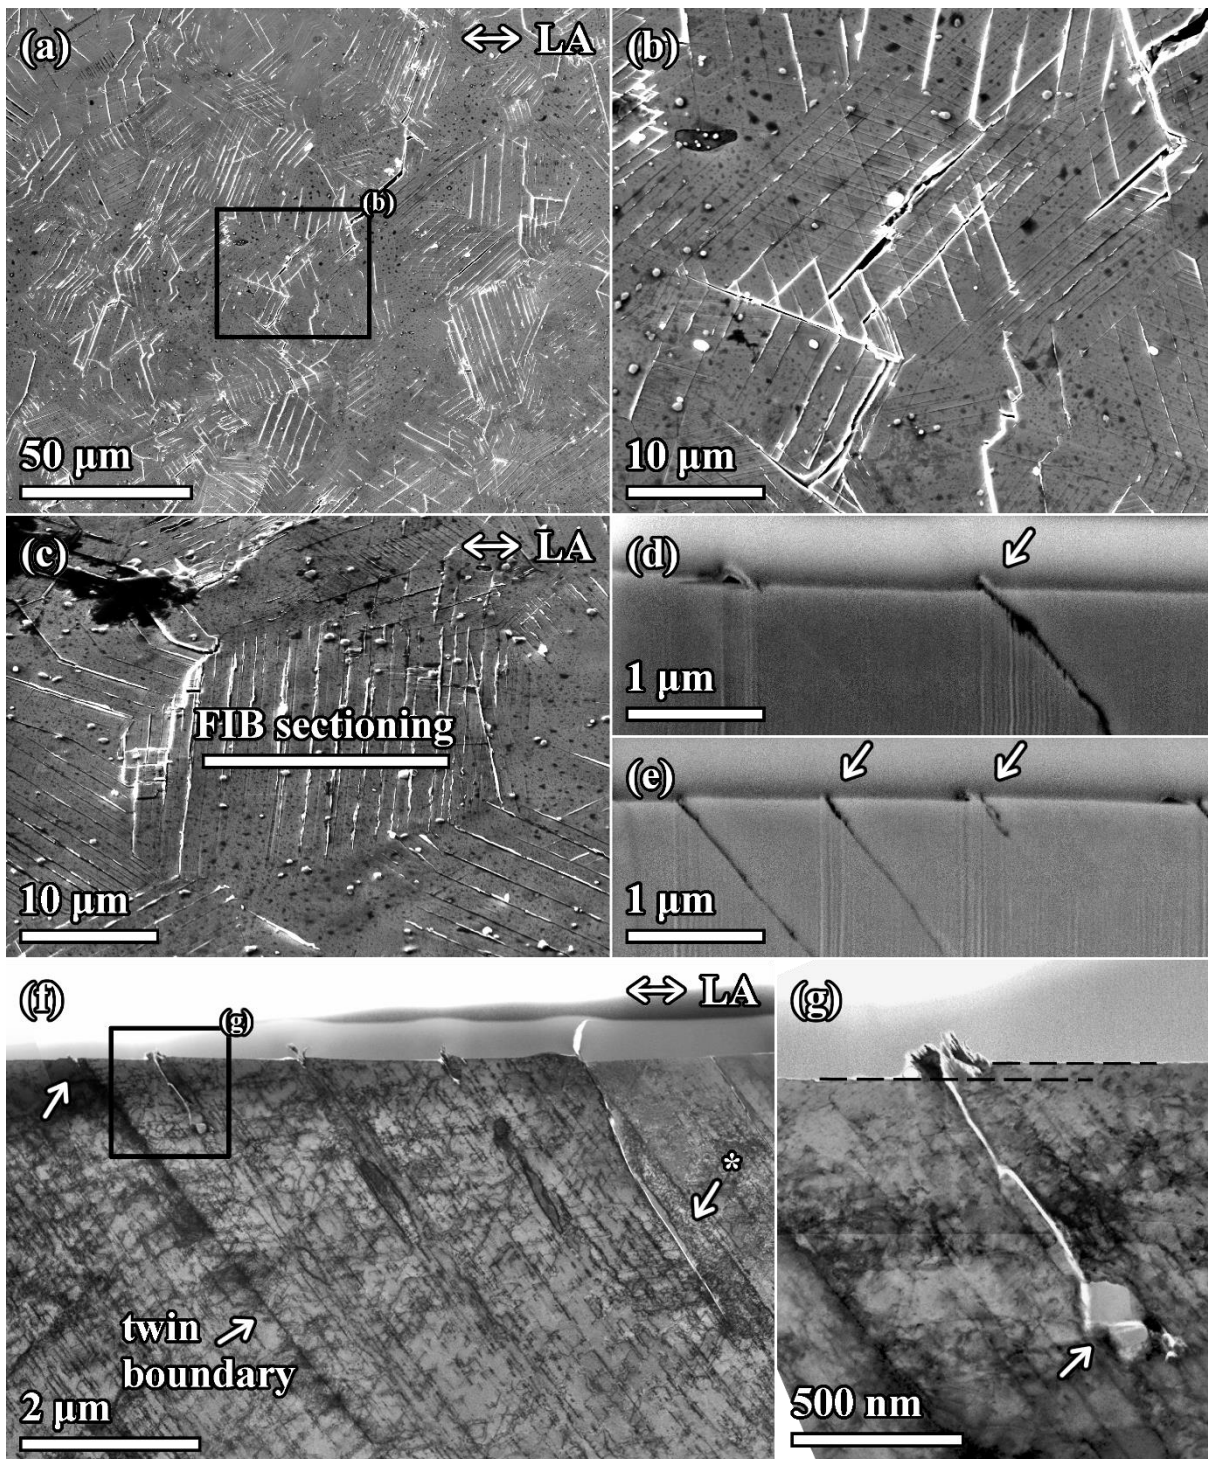 (a)
LA
(b)
50 µm
(b)
10 µm
(c)
LA
FIB sectioning
10 µm
(d)
1 µm
(e)
1 µm
(f)
(g)
LA
*
twin
boundary
2 µm
(g)
500 nm